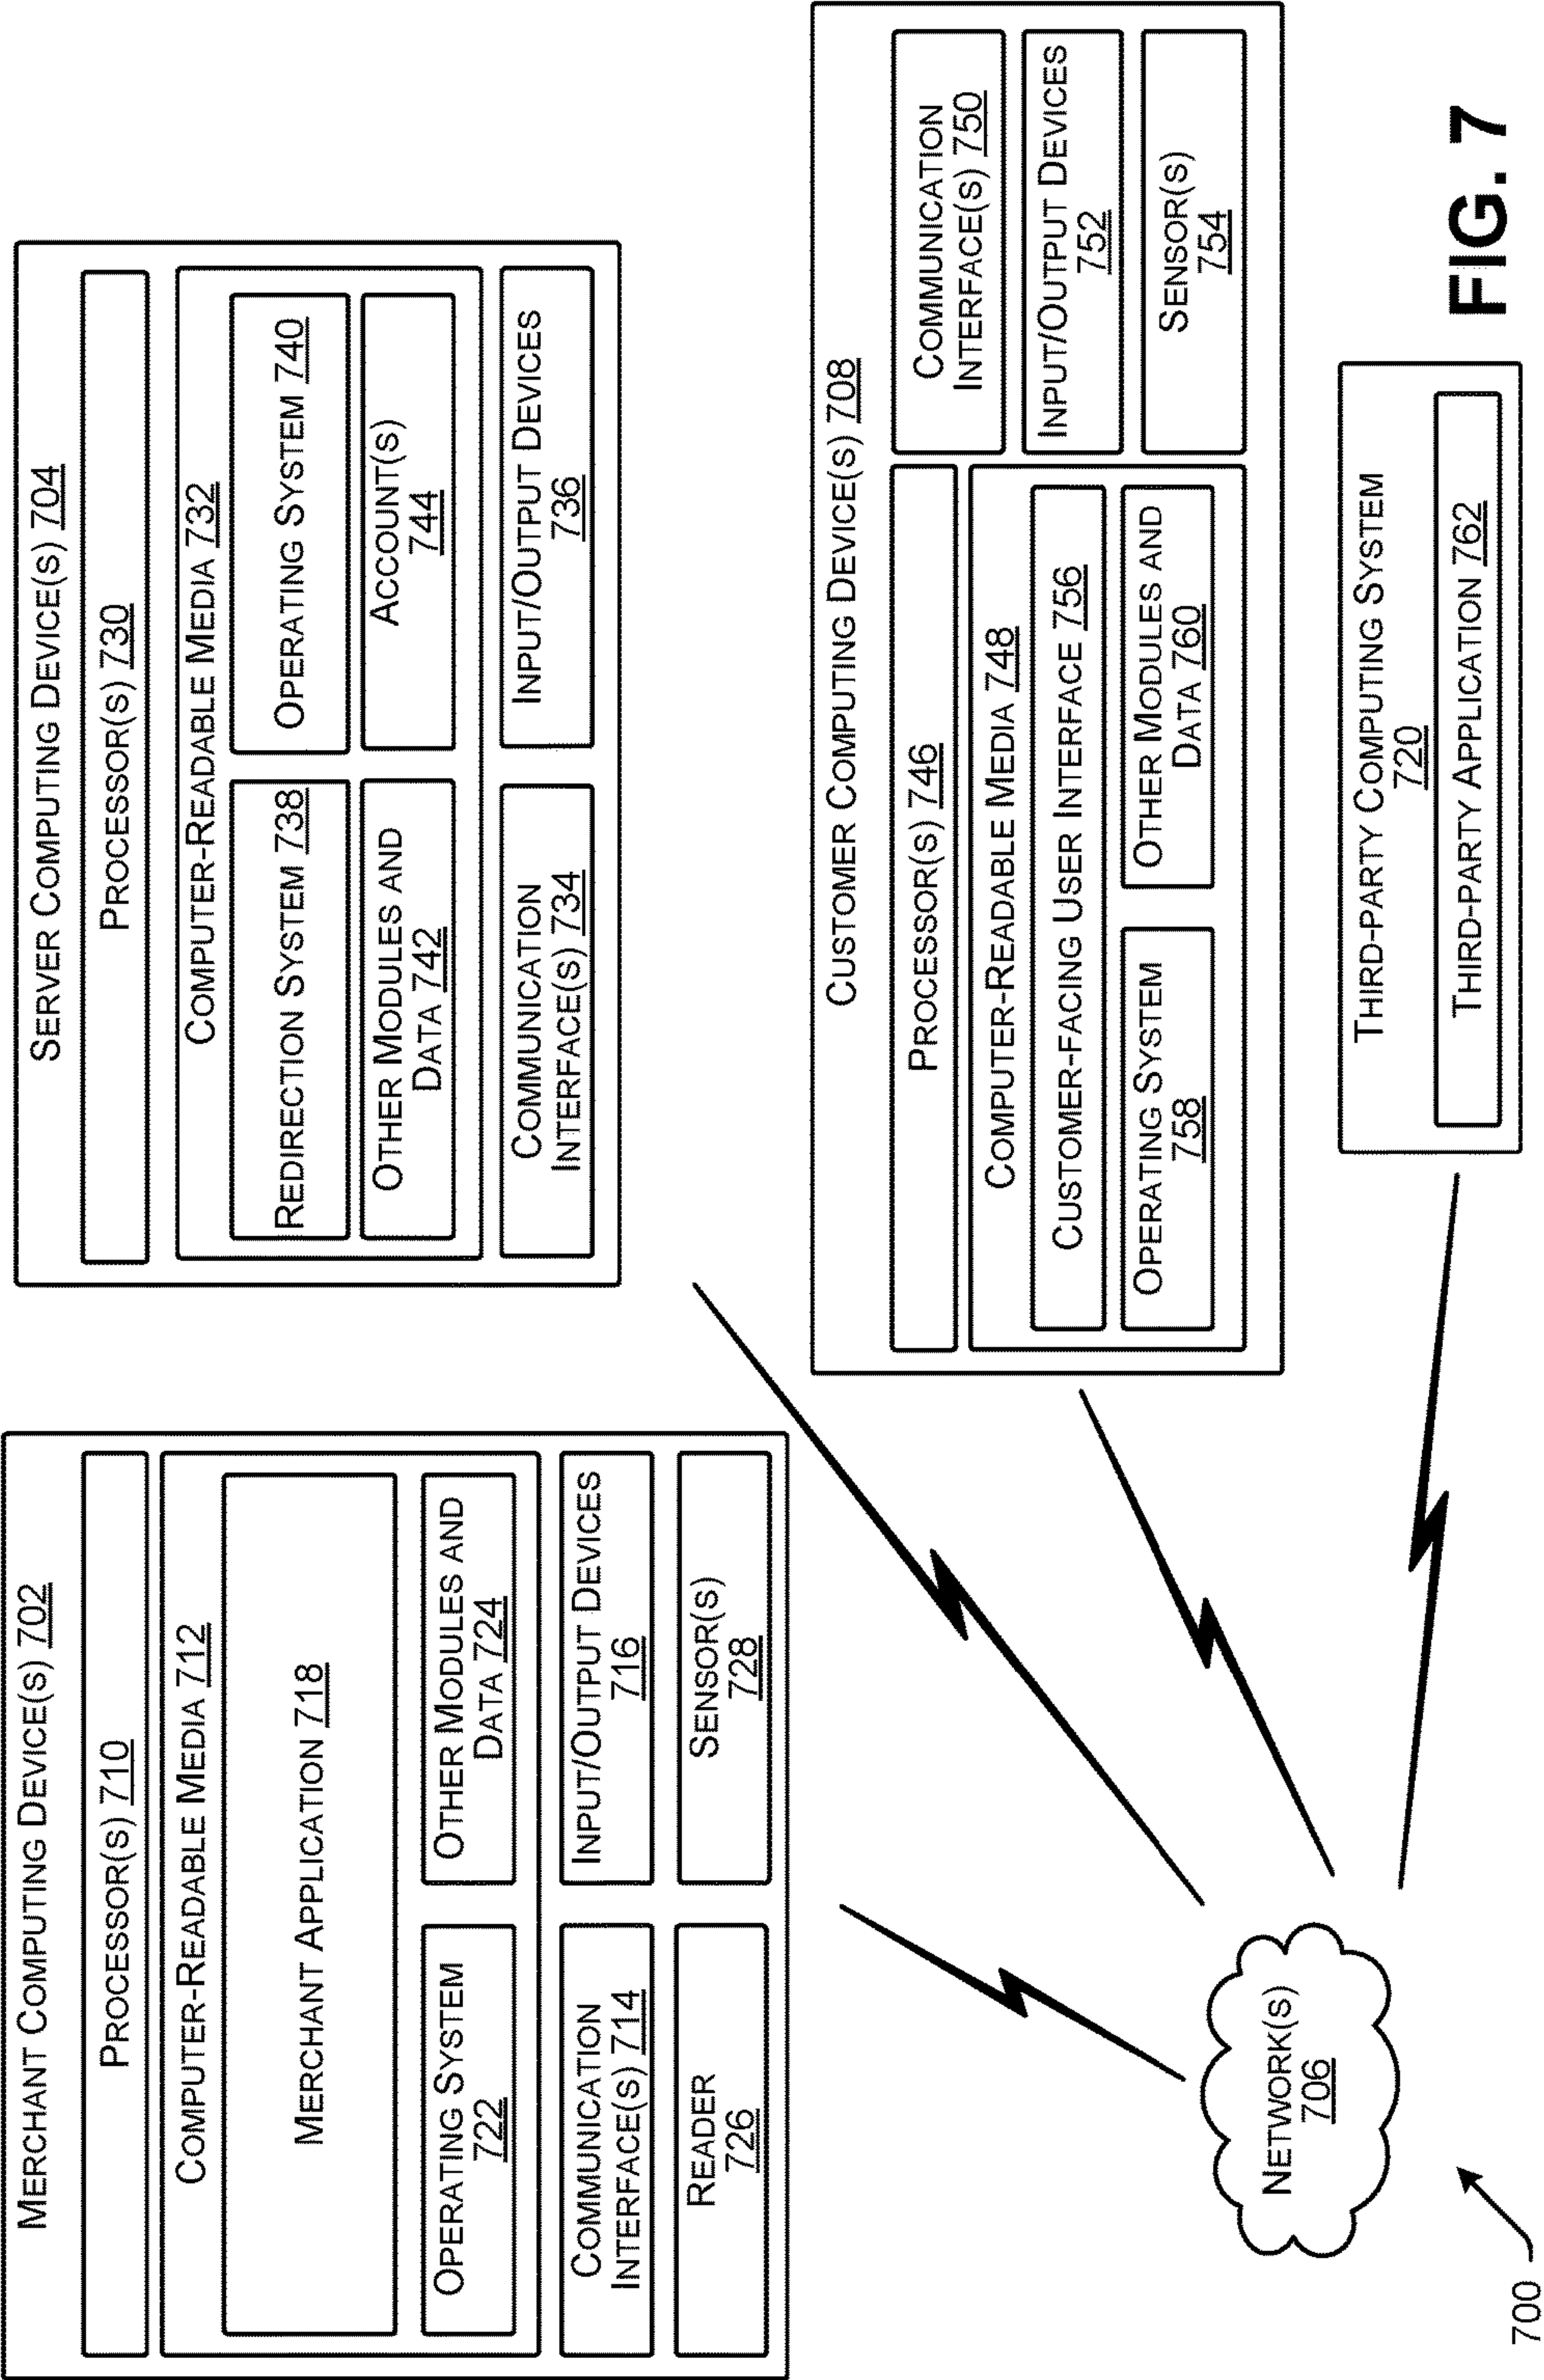 MERCHANT COMPUTING DEVICE(S) 702
PROCESSOR(S) 710
COMPUTER-READABLE MEDIA 712
MERCHANT APPLICATION 718
OPERATING SYSTEM
722
OTHER MODULES AND
DATA 724
COMMUNICATION
INTERFACE(S) 714
INPUT/OUTPUT DEVICES
716
READER
726
SENSOR(S)
728
SERVER COMPUTING DEVICE(S) 704
PROCESSOR(S) 730
COMPUTER-READABLE MEDIA 732
REDIRECTION SYSTEM 738
OPERATING SYSTEM 740
OTHER MODULES AND
DATA 742
ACCOUNT(S)
744
COMMUNICATION
INTERFACE(S) 734
INPUT/OUTPUT DEVICES
736
CUSTOMER COMPUTING DEVICE(S) 708
PROCESSOR(S) 746
COMPUTER-READABLE MEDIA 748
CUSTOMER-FACING USER INTERFACE 756
OPERATING SYSTEM
758
OTHER MODULES AND
DATA 760
COMMUNICATION
INTERFACE(S) 750
INPUT/OUTPUT DEVICES
752
SENSOR(S)
754
THIRD-PARTY COMPUTING SYSTEM
720
THIRD-PARTY APPLICATION 762
NETWORK(S)
706
700
FIG. 7